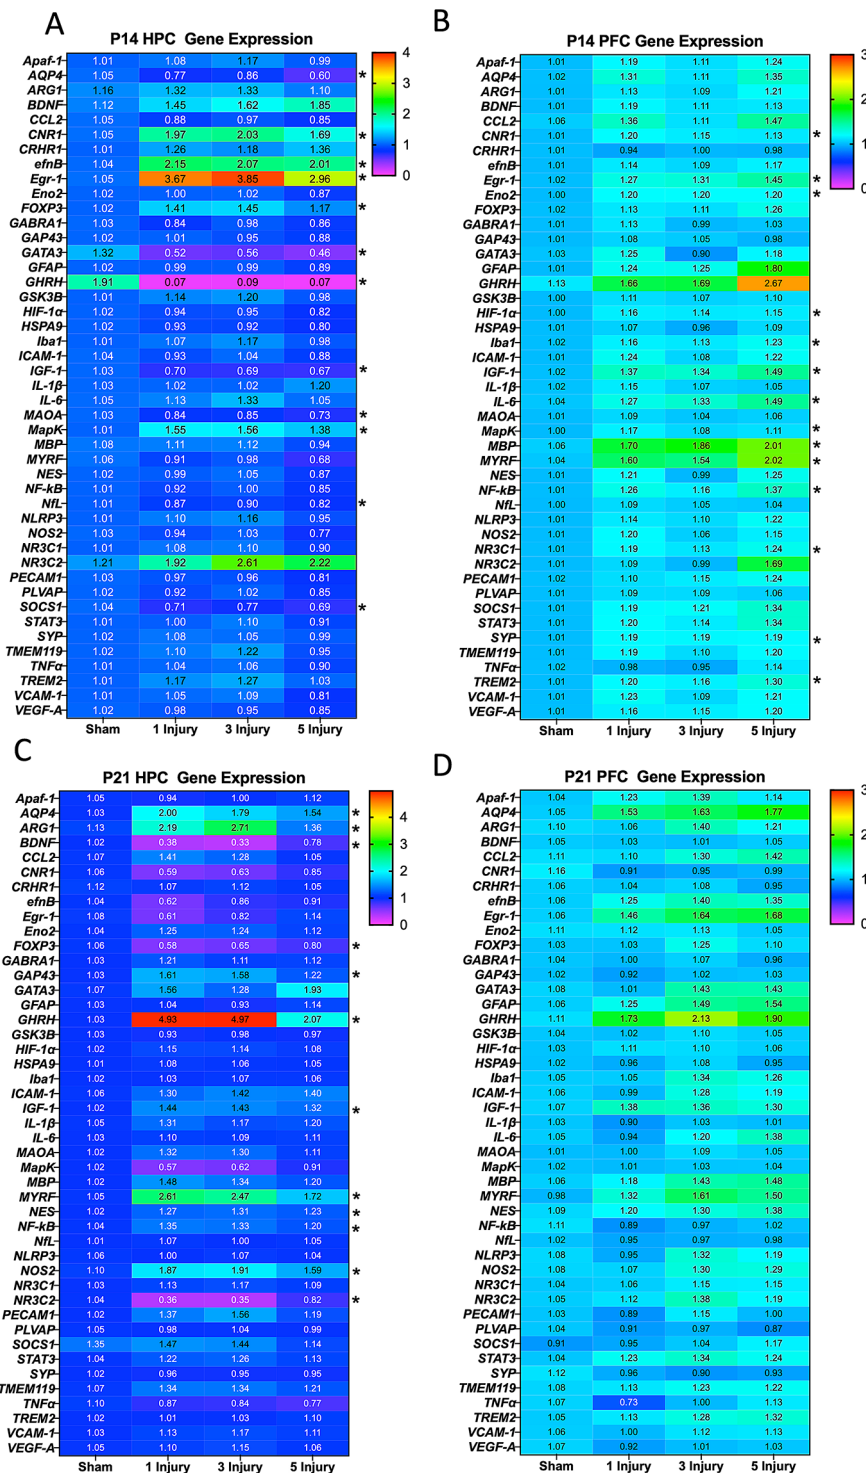 A
P14 HPC Gene Expression
Apaf-1 1.01 1.08 1.17 0.99
AQP4 1.05 0.77 0.86 0.60 *
ARG1 1.16 1.32 1.33 1.10
BDNF 1.12 1.45 1.62 1.85
CCL2 1.05 0.88 0.97 0.85
CNR1 1.05 1.97 2.03 1.69 *
CRHR1 1.01 1.26 1.18 1.36
efnB 1.04 2.15 2.07 2.01 *
Egr-1 1.05 3.67 3.85 2.96 *
Eno2 1.02 1.00 1.02 0.87
FOXP3 1.02 1.41 1.45 1.17 *
GABRA1 1.03 0.84 0.98 0.86
GAP43 1.02 1.01 0.95 0.88
GATA3 1.32 0.52 0.56 0.46 *
GFAP 1.02 0.99 0.99 0.89
GHRH 1.91 0.07 0.09 0.07 *
GSK3B 1.01 1.14 1.20 0.98
HIF-1α 1.02 0.94 0.95 0.82
HSPA9 1.02 0.93 0.92 0.80
Iba1 1.01 1.07 1.17 0.98
ICAM-1 1.04 0.93 1.04 0.88
IGF-1 1.03 0.70 0.69 0.67 *
IL-1β 1.03 1.02 1.02 1.20
IL-6 1.05 1.13 1.33 1.05
MAOA 1.03 0.84 0.85 0.73 *
MapK 1.01 1.55 1.56 1.38 *
MBP 1.08 1.11 1.12 0.94
MYRF 1.06 0.91 0.98 0.68
NES 1.02 0.99 1.05 0.87
NF-kB 1.01 0.92 1.00 0.85
NfL 1.01 0.87 0.90 0.82 *
NLRP3 1.01 1.10 1.16 0.95
NOS2 1.02 0.94 1.03 0.77
NR3C1 1.01 1.08 1.10 0.90
NR3C2 1.21 1.92 2.61 2.22
PECAM1 1.03 0.97 0.96 0.81
PLVAP 1.01 0.92 1.02 0.85
SOCS1 1.04 0.71 0.77 0.69 *
STAT3 1.01 1.00 1.10 0.91
SYP 1.02 1.08 1.05 0.99
TMEM119 1.02 1.10 1.22 0.95
TNFα 1.01 1.04 1.06 0.90
TREM2 1.01 1.17 1.27 1.03
VCAM-1 1.01 1.05 1.09 0.81
VEGF-A 1.02 0.98 0.95 0.85
Sham 1 Injury 3 Injury 5 Injury
4
3
2
1
0
B
P14 PFC Gene Expression
Apaf-1 1.01 1.19 1.11 1.24
AQP4 1.02 1.31 1.11 1.35
ARG1 1.01 1.13 1.09 1.21
BDNF 1.01 1.19 1.11 1.13
CCL2 1.06 1.36 1.11 1.47
CNR1 1.01 1.20 1.15 1.13 *
CRHR1 1.01 0.94 1.00 0.98
efnB 1.01 1.14 1.09 1.17
Egr-1 1.02 1.27 1.31 1.45 *
Eno2 1.00 1.20 1.20 1.20 *
FOXP3 1.02 1.13 1.11 1.26
GABRA1 1.01 1.13 0.99 1.03
GAP43 1.01 1.08 1.05 0.98
GATA3 1.03 1.25 0.90 1.18
GFAP 1.01 1.24 1.25 1.80
GHRH 1.13 1.66 1.69 2.67
GSK3B 1.00 1.11 1.07 1.10
HIF-1α 1.00 1.16 1.14 1.15 *
HSPA9 1.01 1.07 0.96 1.09
Iba1 1.02 1.16 1.13 1.23 *
ICAM-1 1.01 1.24 1.08 1.22
IGF-1 1.02 1.37 1.34 1.49 *
IL-1β 1.02 1.15 1.07 1.05
IL-6 1.04 1.27 1.33 1.49 *
MAOA 1.01 1.09 1.04 1.06
MapK 1.00 1.17 1.08 1.11 *
MBP 1.06 1.70 1.86 2.01 *
MYRF 1.04 1.60 1.54 2.02 *
NES 1.01 1.21 0.99 1.25
NF-kB 1.01 1.26 1.16 1.37 *
NfL 1.00 1.09 1.05 1.04
NLRP3 1.01 1.14 1.10 1.22
NOS2 1.01 1.20 1.06 1.15
NR3C1 1.01 1.19 1.13 1.24 *
NR3C2 1.01 1.09 0.99 1.69
PECAM1 1.02 1.10 1.15 1.24
PLVAP 1.01 1.09 1.09 1.06
SOCS1 1.01 1.19 1.21 1.34
STAT3 1.01 1.20 1.14 1.34
SYP 1.01 1.19 1.19 1.19 *
TMEM119 1.01 1.19 1.10 1.20
TNFα 1.02 0.98 0.95 1.14
TREM2 1.01 1.20 1.16 1.30 *
VCAM-1 1.01 1.23 1.09 1.21
VEGF-A 1.01 1.16 1.15 1.20
Sham 1 Injury 3 Injury 5 Injury
3
2
1
0
C
P21 HPC Gene Expression
Apaf-1 1.05 0.94 1.00 1.12
AQP4 1.03 2.00 1.79 1.54 *
ARG1 1.13 2.19 2.71 1.36 *
BDNF 1.02 0.38 0.33 0.78 *
CCL2 1.07 1.41 1.28 1.05
CNR1 1.06 0.59 0.63 0.85
CRHR1 1.12 1.07 1.12 1.05
efnB 1.04 0.62 0.86 0.91
Egr-1 1.08 0.61 0.82 1.14
Eno2 1.04 1.25 1.24 1.12
FOXP3 1.06 0.58 0.65 0.80 *
GABRA1 1.03 1.21 1.11 1.12
GAP43 1.03 1.61 1.58 1.22 *
GATA3 1.07 1.56 1.28 1.93
GFAP 1.03 1.04 0.93 1.14
GHRH 1.03 4.93 4.97 2.07 *
GSK3B 1.03 0.93 0.98 0.97
HIF-1α 1.02 1.15 1.14 1.08
HSPA9 1.01 1.08 1.06 1.05
Iba1 1.02 1.03 1.07 1.06
ICAM-1 1.06 1.30 1.42 1.40
IGF-1 1.02 1.44 1.43 1.32 *
IL-1β 1.05 1.31 1.17 1.20
IL-6 1.03 1.10 1.09 1.11
MAOA 1.02 1.32 1.30 1.11
MapK 1.02 0.57 0.62 0.91
MBP 1.02 1.48 1.34 1.20
MYRF 1.05 2.61 2.47 1.72 *
NES 1.02 1.27 1.31 1.23 *
NF-kB 1.04 1.35 1.33 1.20 *
NfL 1.01 1.07 1.00 1.05
NLRP3 1.06 1.00 1.07 1.04
NOS2 1.10 1.87 1.91 1.59 *
NR3C1 1.03 1.13 1.17 1.09
NR3C2 1.04 0.36 0.35 0.82 *
PECAM1 1.02 1.37 1.56 1.19
PLVAP 1.05 0.98 1.04 0.99
SOCS1 1.35 1.47 1.44 1.14
STAT3 1.04 1.22 1.26 1.13
SYP 1.02 0.96 0.95 0.95
TMEM119 1.07 1.34 1.34 1.21
TNFα 1.10 0.87 0.84 0.77
TREM2 1.02 1.01 1.03 1.10
VCAM-1 1.03 1.13 1.17 1.11
VEGF-A 1.05 1.10 1.15 1.06
Sham 1 Injury 3 Injury 5 Injury
4
3
2
1
0
D
P21 PFC Gene Expression
Apaf-1 1.04 1.23 1.39 1.14
AQP4 1.05 1.53 1.63 1.77
ARG1 1.10 1.06 1.40 1.21
BDNF 1.05 1.03 1.01 1.05
CCL2 1.11 1.10 1.30 1.42
CNR1 1.16 0.91 0.95 0.99
CRHR1 1.06 1.04 1.08 0.95
efnB 1.06 1.25 1.40 1.35
Egr-1 1.06 1.46 1.64 1.68
Eno2 1.11 1.12 1.13 1.05
FOXP3 1.03 1.03 1.25 1.10
GABRA1 1.04 1.00 1.07 0.96
GAP43 1.02 0.92 1.02 1.03
GATA3 1.08 1.01 1.43 1.43
GFAP 1.06 1.25 1.49 1.54
GHRH 1.11 1.73 2.13 1.90
GSK3B 1.04 1.02 1.10 1.05
HIF-1α 1.03 1.11 1.10 1.06
HSPA9 1.02 0.96 1.08 0.95
Iba1 1.05 1.05 1.34 1.26
ICAM-1 1.06 0.99 1.28 1.19
IGF-1 1.07 1.38 1.36 1.30
IL-1β 1.03 0.90 1.03 1.01
IL-6 1.05 0.94 1.20 1.38
MAOA 1.01 1.00 1.09 1.05
MapK 1.02 1.01 1.03 1.04
MBP 1.06 1.18 1.43 1.48
MYRF 0.98 1.32 1.61 1.50
NES 1.09 1.20 1.30 1.38
NF-kB 1.11 0.89 0.97 1.02
NfL 1.02 0.95 0.97 0.98
NLRP3 1.08 0.95 1.32 1.19
NOS2 1.08 1.07 1.30 1.29
NR3C1 1.04 1.06 1.15 1.15
NR3C2 1.05 1.12 1.38 1.19
PECAM1 1.03 0.89 1.15 1.00
PLVAP 1.04 0.91 0.97 0.87
SOCS1 0.91 0.95 1.04 1.17
STAT3 1.04 1.23 1.34 1.24
SYP 1.12 0.96 0.90 0.93
TMEM119 1.08 1.13 1.23 1.22
TNFα 1.07 0.73 1.00 1.13
TREM2 1.05 1.13 1.28 1.32
VCAM-1 1.06 1.00 1.12 1.13
VEGF-A 1.07 0.92 1.01 1.03
Sham 1 Injury 3 Injury 5 Injury
3
2
1
0